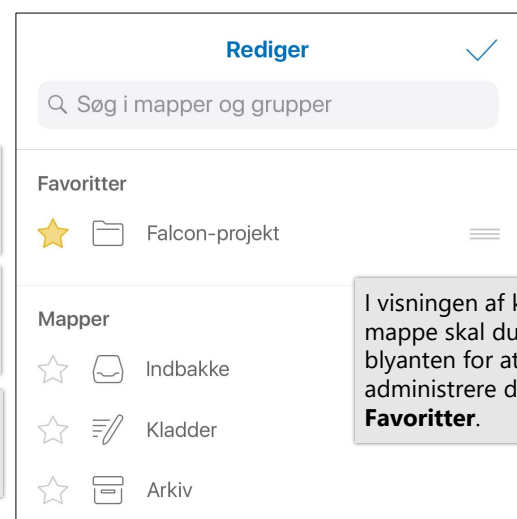 Rediger
Søg i mapper og grupper
Favoritter
Falcon-projekt
Mapper
Indbakke
Kladder
Arkiv
I visningen af
mappe skal du
blyanten for at
administrere
Favoritter.